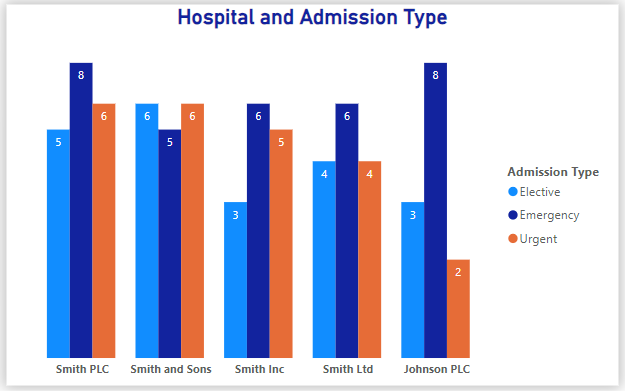 Hospital and Admission Type
5 8 6 6 5 6 3 6 5 4 6 4 3 8 2
Smith PLC Smith and Sons Smith Inc Smith Ltd Johnson PLC
Admission Type
Elective
Emergency
Urgent